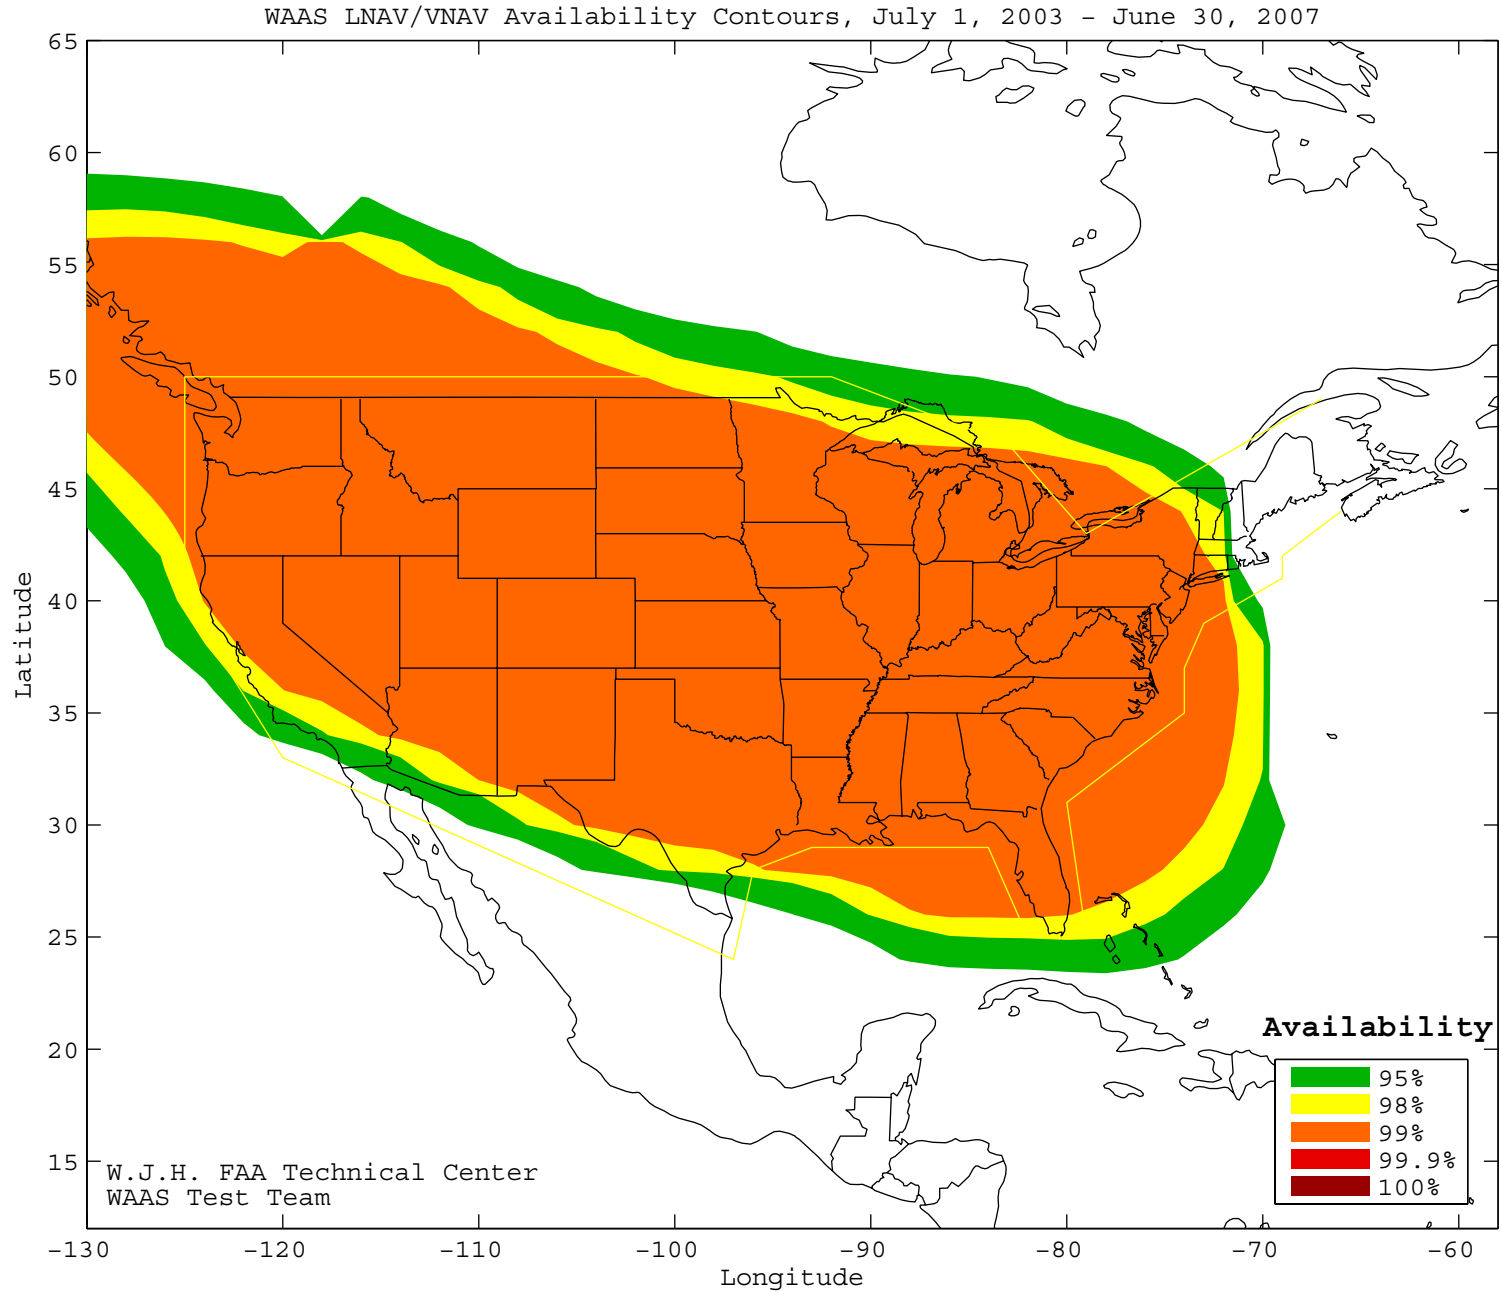 WAAS LNAV/VNAV Availability Contours, July 1, 2003 - June 30, 2007
65
60
55
50
45
40
35
30
25
20
15
Latitude
-130 -120 -110 -100 -90 -80 -70 -60
Longitude
Availability
95%
98%
99%
99.9%
100%
W.J.H. FAA Technical Center
WAAS Test Team